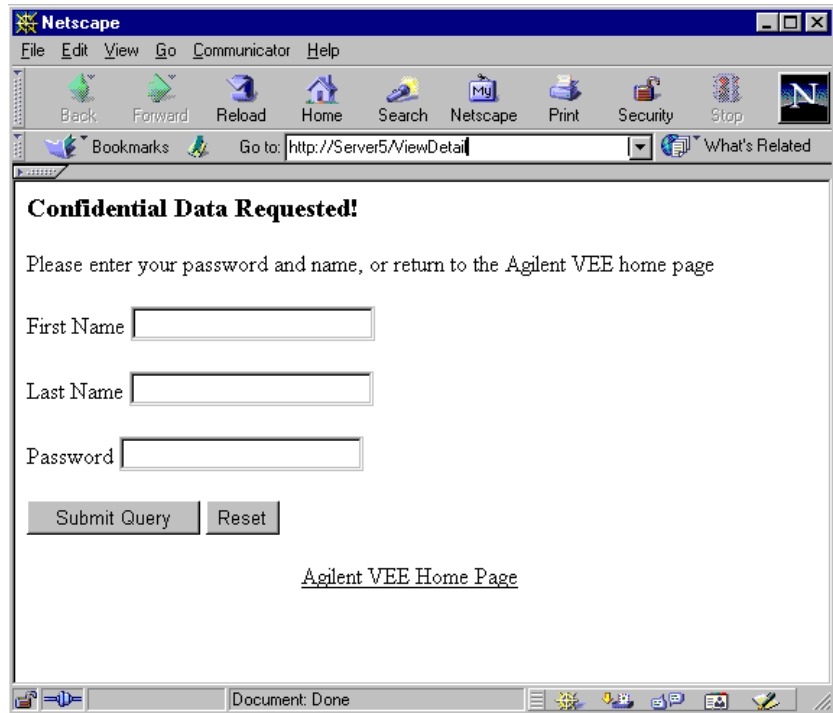 Netscape
File Edit View Go Communicator Help
Back Forward Reload Home Search Netscape Print Security Stop
My
N
Bookmarks Go to: http://Server5/ViewDetail What's Related
Confidential Data Requested!
Please enter your password and name, or return to the Agilent VEE home page
First Name
Last Name
Password
Submit Query Reset
Agilent VEE Home Page
Document: Done